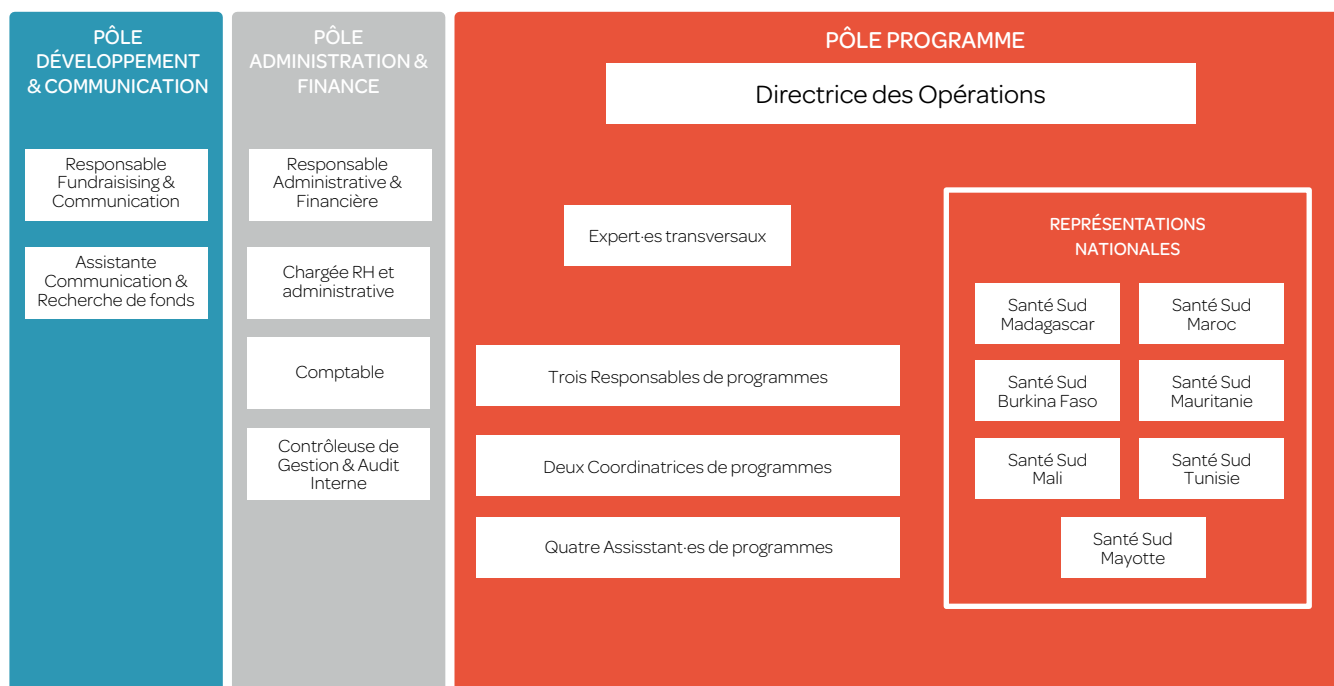 PÔLE
DÉVELOPPEMENT
& COMMUNICATION
Responsable
Fundraisising &
Communication
Assistante
Communication &
Recherche de fonds
PÔLE
ADMINISTRATION &
FINANCE
Responsable
Administrative &
Financière
Chargée RH et
administrative
Comptable
Contrôleuse de
Gestion & Audit
Interne
PÔLE PROGRAMME
Directrice des Opérations
Expert·es transversaux
Trois Responsables de programmes
Deux Coordinatrices de programmes
Quatre Assisstant·es de programmes
REPRÉSENTATIONS
NATIONALES
Santé Sud
Madagascar
Santé Sud
Maroc
Santé Sud
Burkina Faso
Santé Sud
Mauritanie
Santé Sud
Mali
Santé Sud
Tunisie
Santé Sud
Mayotte